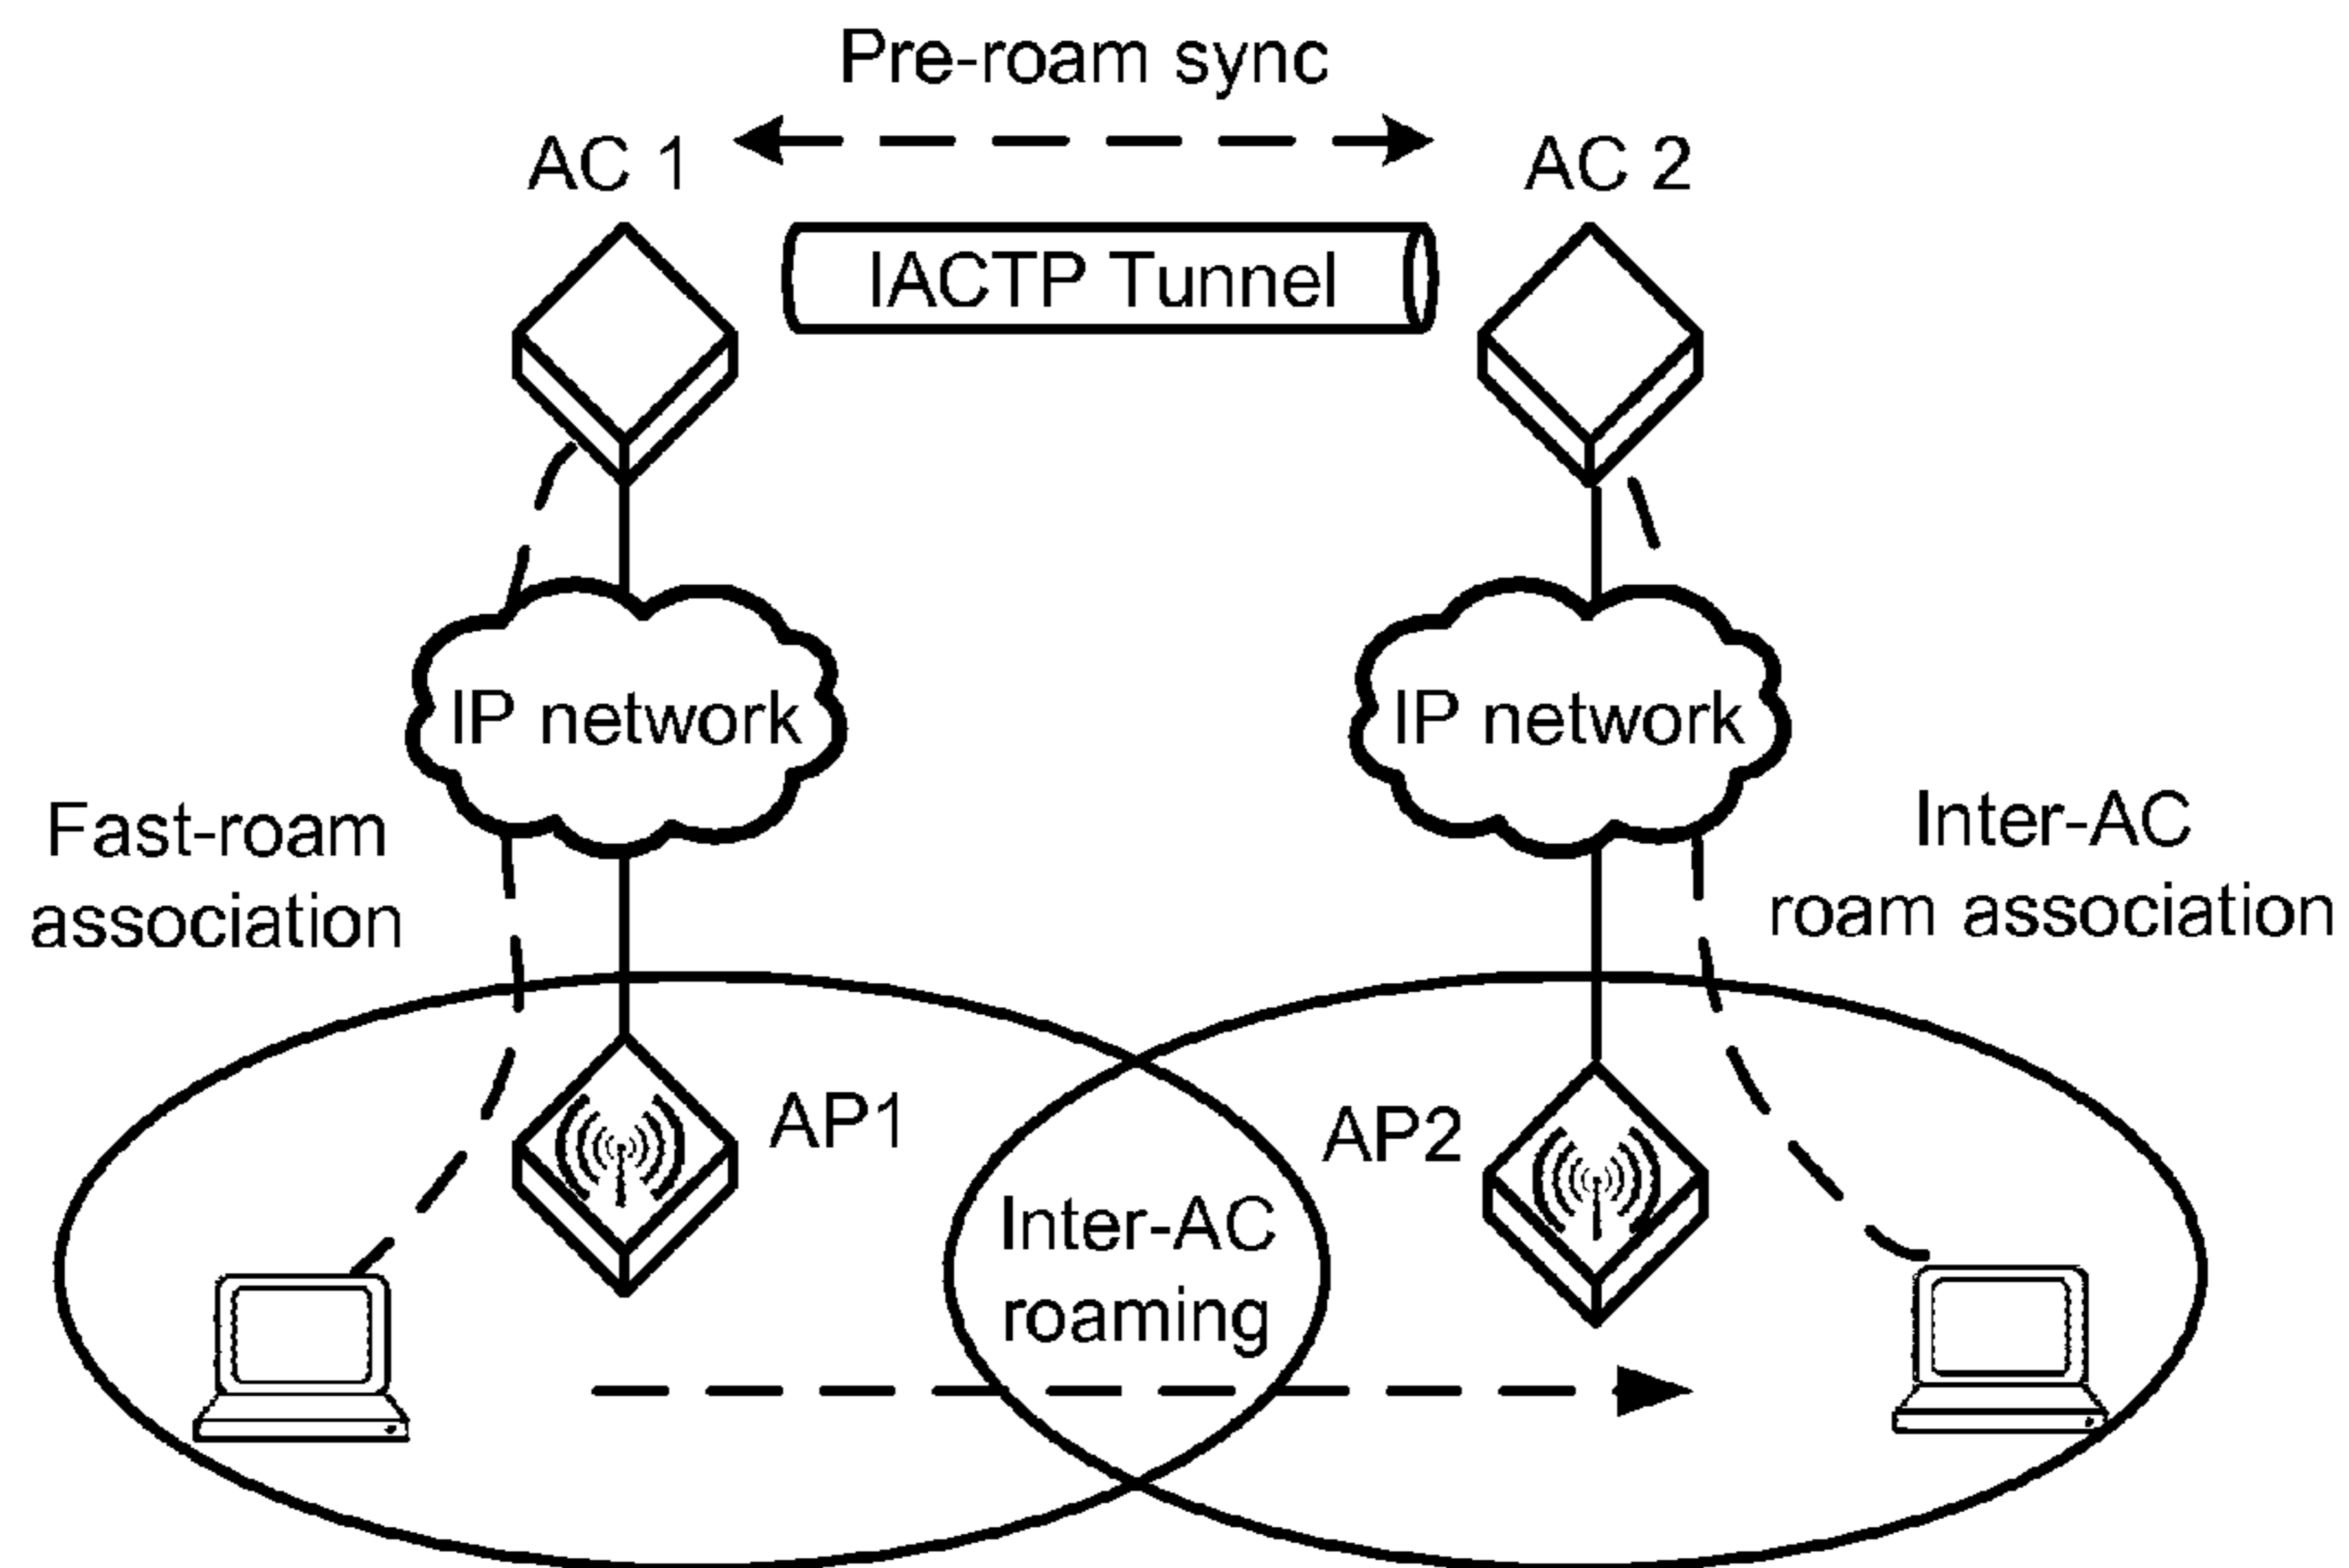 Pre-roam sync
AC 1
AC 2
IACTP Tunnel
IP network
IP network
Fast-roam
association
Inter-AC
roam association
AP1
AP2
Inter-AC
roaming